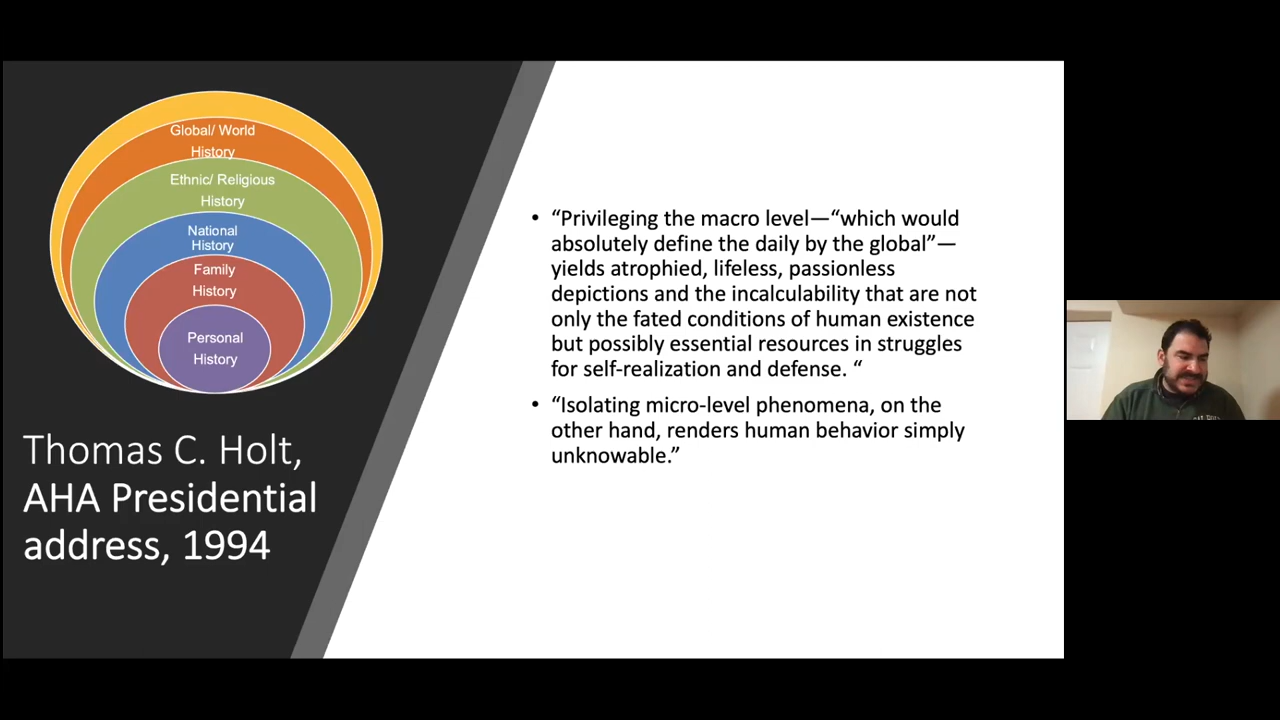 Global/ World
History
Ethnic/ Religious
History
National
History
Family
History
Personal
History
Thomas C. Holt,
AHA Presidential
address, 1994
• “Privileging the macro level—“which would
absolutely define the daily by the global”—
yields atrophied, lifeless, passionless
depictions and the incalculability that are not
only the fated conditions of human existence
but possibly essential resources in struggles
for self-realization and defense. “
• “Isolating micro-level phenomena, on the
other hand, renders human behavior simply
unknowable.”